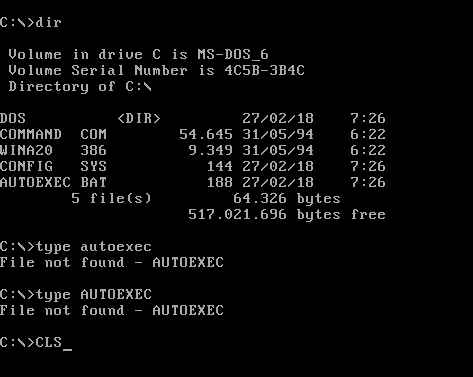 C:\>dir
Volume in drive C is MS-DOS_6
Volume Serial Number is 4C5B-3B4C
Directory of C:\
DOS <DIR> 27/02/18 7:26
COMMAND COM 54.645 31/05/94 6:22
WINA20 386 9.349 31/05/94 6:22
CONFIG SYS 144 27/02/18 7:26
AUTOEXEC BAT 188 27/02/18 7:26
5 file(s) 64.326 bytes
517.021.696 bytes free
C:\>type autoexec
File not found - AUTOEXEC
C:\>type AUTOEXEC
File not found - AUTOEXEC
C:\>CLS_